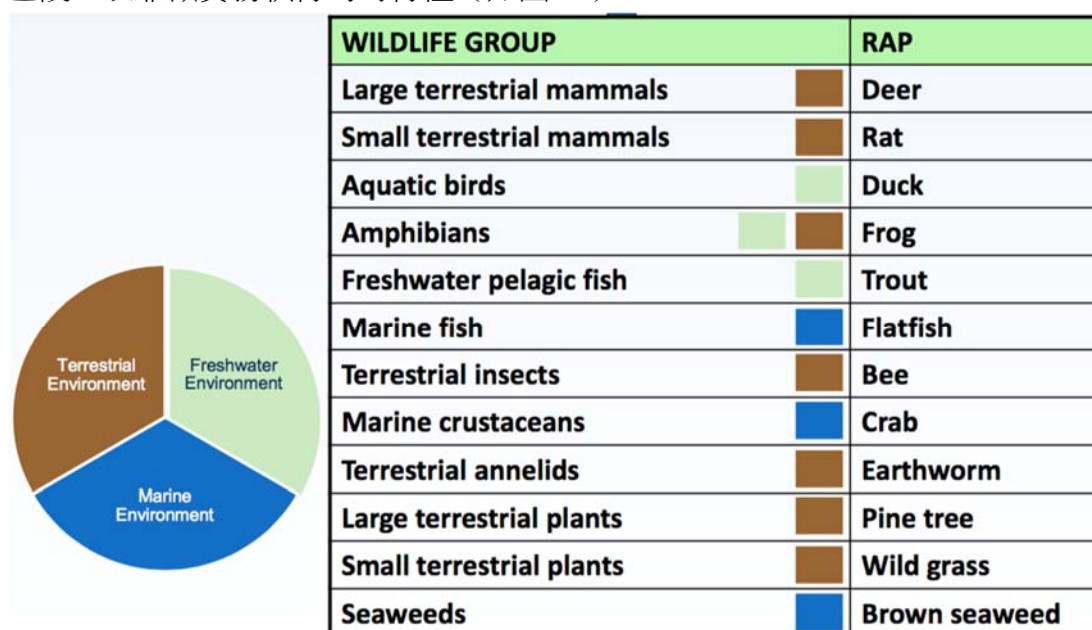 WILDLIFE GROUP RAP
Large terrestrial mammals Deer
Small terrestrial mammals Rat
Aquatic birds Duck
Amphibians Frog
Freshwater pelagic fish Trout
Marine fish Flatfish
Terrestrial insects Bee
Marine crustaceans Crab
Terrestrial annelids Earthworm
Large terrestrial plants Pine tree
Small terrestrial plants Wild grass
Seaweeds Brown seaweed
Terrestrial
Environment
Freshwater
Environment
Marine
Environment